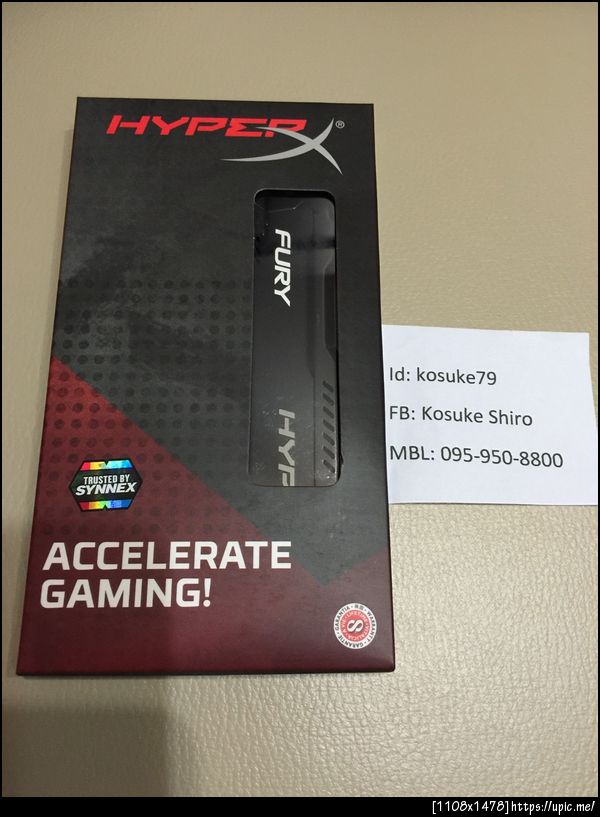 HYPERX®
FURY
HYP
Id: kosuke79
FB: Kosuke Shiro
MBL: 095-950-8800
TRUSTED BY
SYNNEX
ACCELERATE
GAMING!
[1108x1478]https://upic.me/